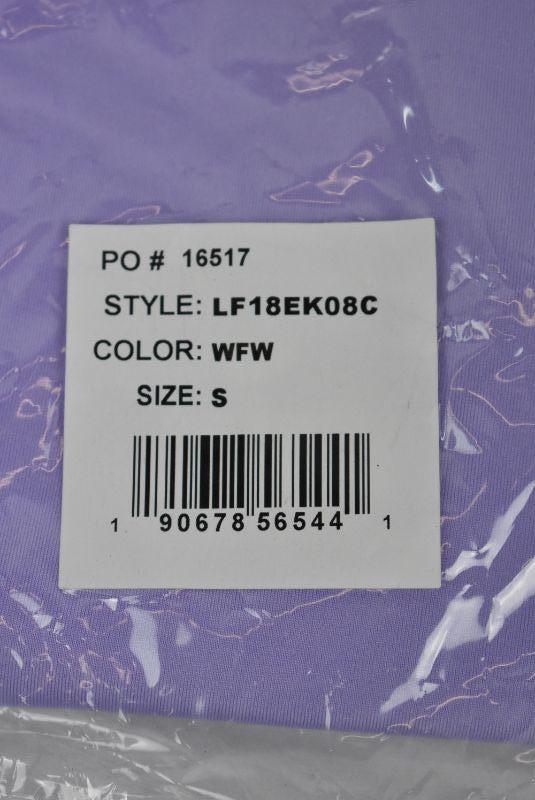 PO # 16517
STYLE: LF18EK08C
COLOR: WFW
SIZE: S
1 90678 56544 1